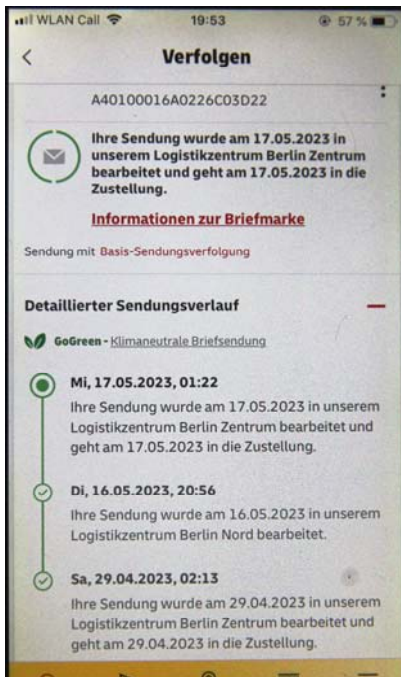 WLAN Call 19:53 57 %
Verfolgen
A40100016A0226C03D22
Ihre Sendung wurde am 17.05.2023 in
unserem Logistikzentrum Berlin Zentrum
bearbeitet und geht am 17.05.2023 in die
Zustellung.
Informationen zur Briefmarke
Sendung mit Basis-Sendungsverfolgung
Detaillierter Sendungsverlauf
GoGreen - Klimaneutrale Briefsendung
Mi, 17.05.2023, 01:22
Ihre Sendung wurde am 17.05.2023 in unserem
Logistikzentrum Berlin Zentrum bearbeitet und
geht am 17.05.2023 in die Zustellung.
Di, 16.05.2023, 20:56
Ihre Sendung wurde am 16.05.2023 in unserem
Logistikzentrum Berlin Nord bearbeitet.
Sa, 29.04.2023, 02:13
Ihre Sendung wurde am 29.04.2023 in unserem
Logistikzentrum Berlin Zentrum bearbeitet und
geht am 29.04.2023 in die Zustellung.